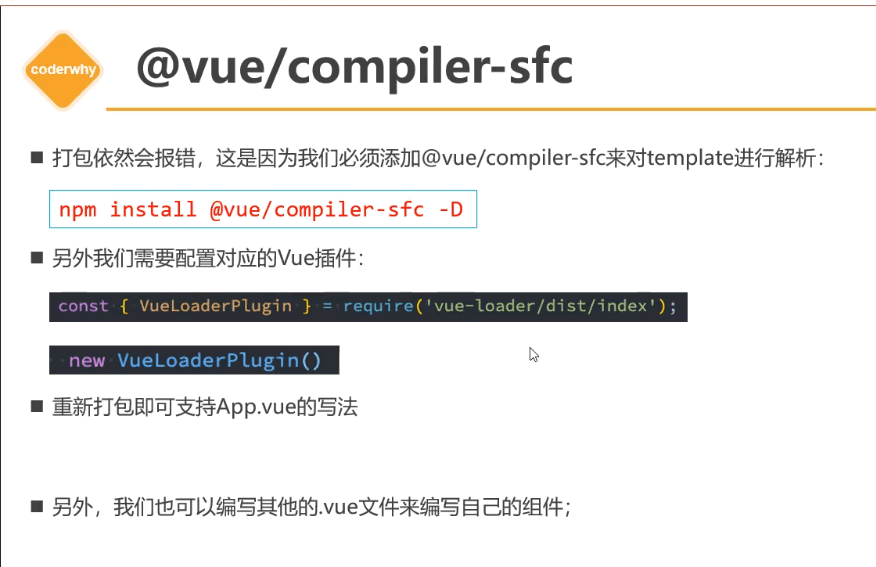 coderwhy
@vue/compiler-sfc
■ 打包依然会报错，这是因为我们必须添加@vue/compiler-sfc来对template进行解析：
npm install @vue/compiler-sfc -D
■ 另外我们需要配置对应的Vue插件：
const { VueLoaderPlugin } = require('vue-loader/dist/index');
new VueLoaderPlugin()
■ 重新打包即可支持App.vue的写法
■ 另外，我们也可以编写其他的.vue文件来编写自己的组件；